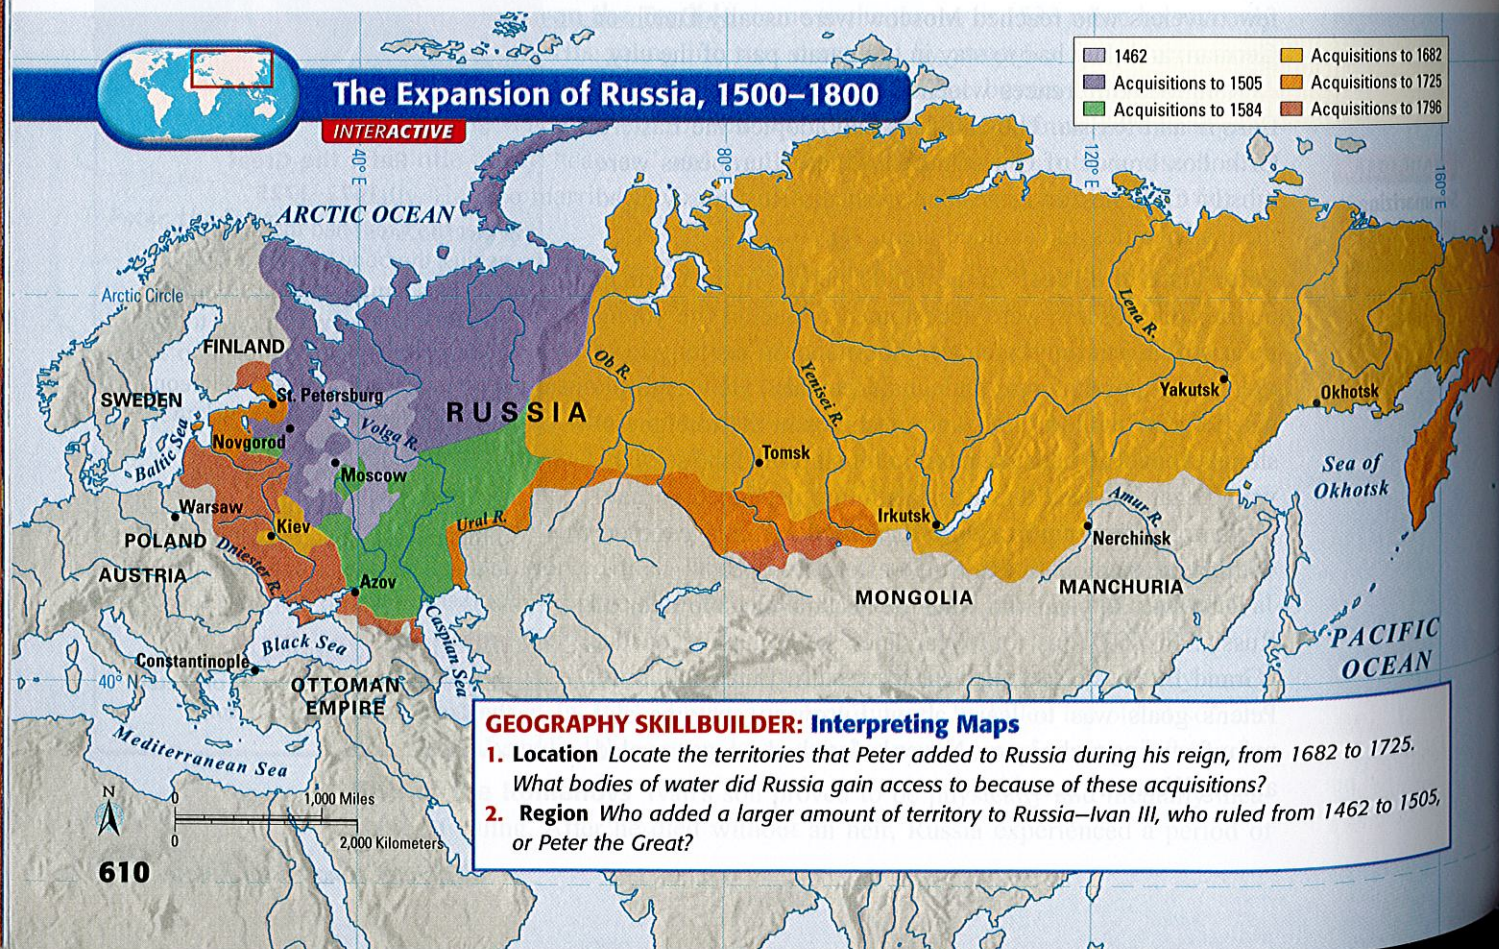 The Expansion of Russia, 1500–1800
INTERACTIVE
1462
Acquisitions to 1505
Acquisitions to 1584
Acquisitions to 1682
Acquisitions to 1725
Acquisitions to 1796
40° E
80° E
120° E
160° E
ARCTIC OCEAN
Arctic Circle
FINLAND
SWEDEN
St. Petersburg
RUSSIA
Ob R.
Yenisei R.
Lena R.
Yakutsk
Okhotsk
Baltic Sea
Novgorod
Volga R.
Moscow
Tomsk
Sea of
Okhotsk
Warsaw
Kiev
Ural R.
Irkutsk
Amur R.
Nerchinsk
POLAND
Dniester R.
AUSTRIA
Azov
MONGOLIA
MANCHURIA
Black Sea
Caspian Sea
PACIFIC
OCEAN
Constantinople
40° N
OTTOMAN
EMPIRE
Mediterranean Sea
GEOGRAPHY SKILLBUILDER: Interpreting Maps
1. Location Locate the territories that Peter added to Russia during his reign, from 1682 to 1725.
What bodies of water did Russia gain access to because of these acquisitions?
2. Region Who added a larger amount of territory to Russia–Ivan III, who ruled from 1462 to 1505,
or Peter the Great?
N
0
1,000 Miles
0
2,000 Kilometers
610